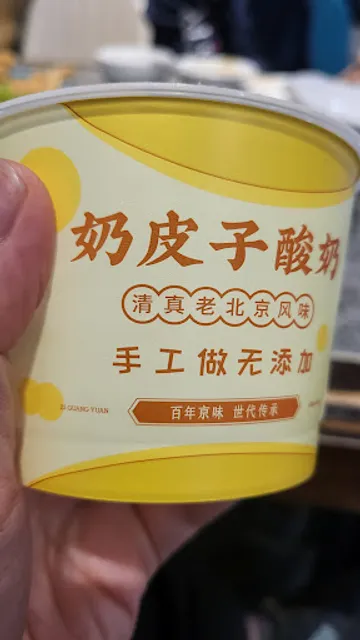 奶皮子酸奶
清真老北京风味
手工做无添加
百年京味 世代传承